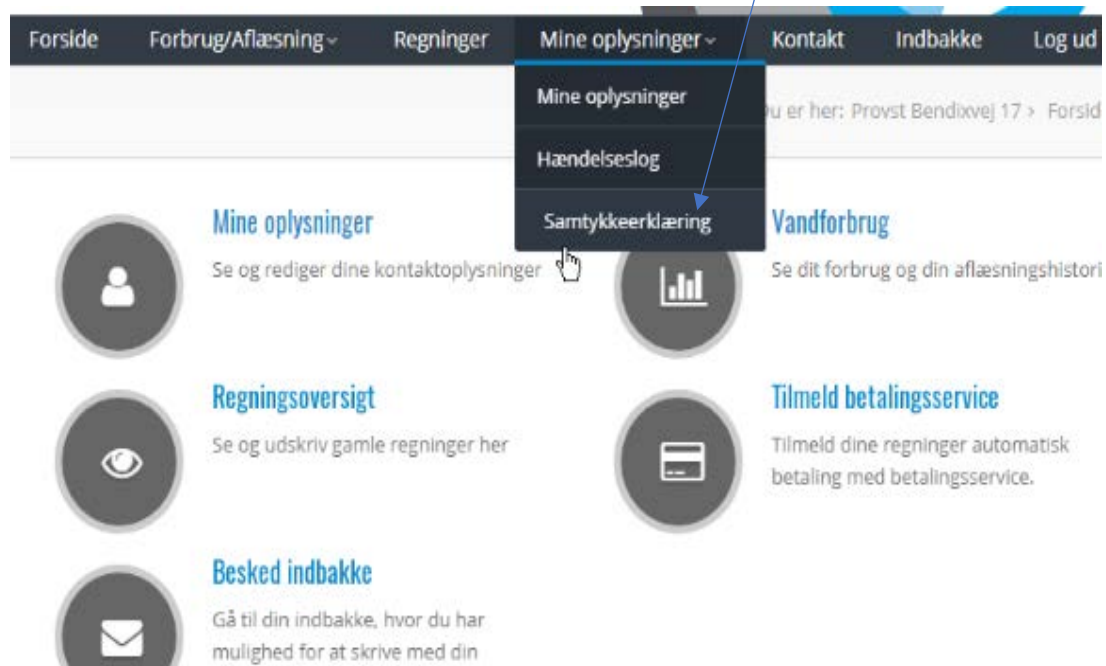 Forside Forbrug/Aflæsning Regninger Mine oplysninger Kontakt Indbakke Log ud
Mine oplysninger
Hændelseslog
Samtykkeerklæring
er her: Provst Bendixvej 17 > Forsid
Mine oplysninger
Se og rediger dine kontaktoplysninger
Vandforbrug
Se dit forbrug og din aflæsningshistori
Regningsoversigt
Se og udskriv gamle regninger her
Tilmeld betalingsservice
Tilmeld dine regninger automatisk
betaling med betalingsservice.
Besked indbakke
Gå til din indbakke, hvor du har
mulighed for at skrive med din